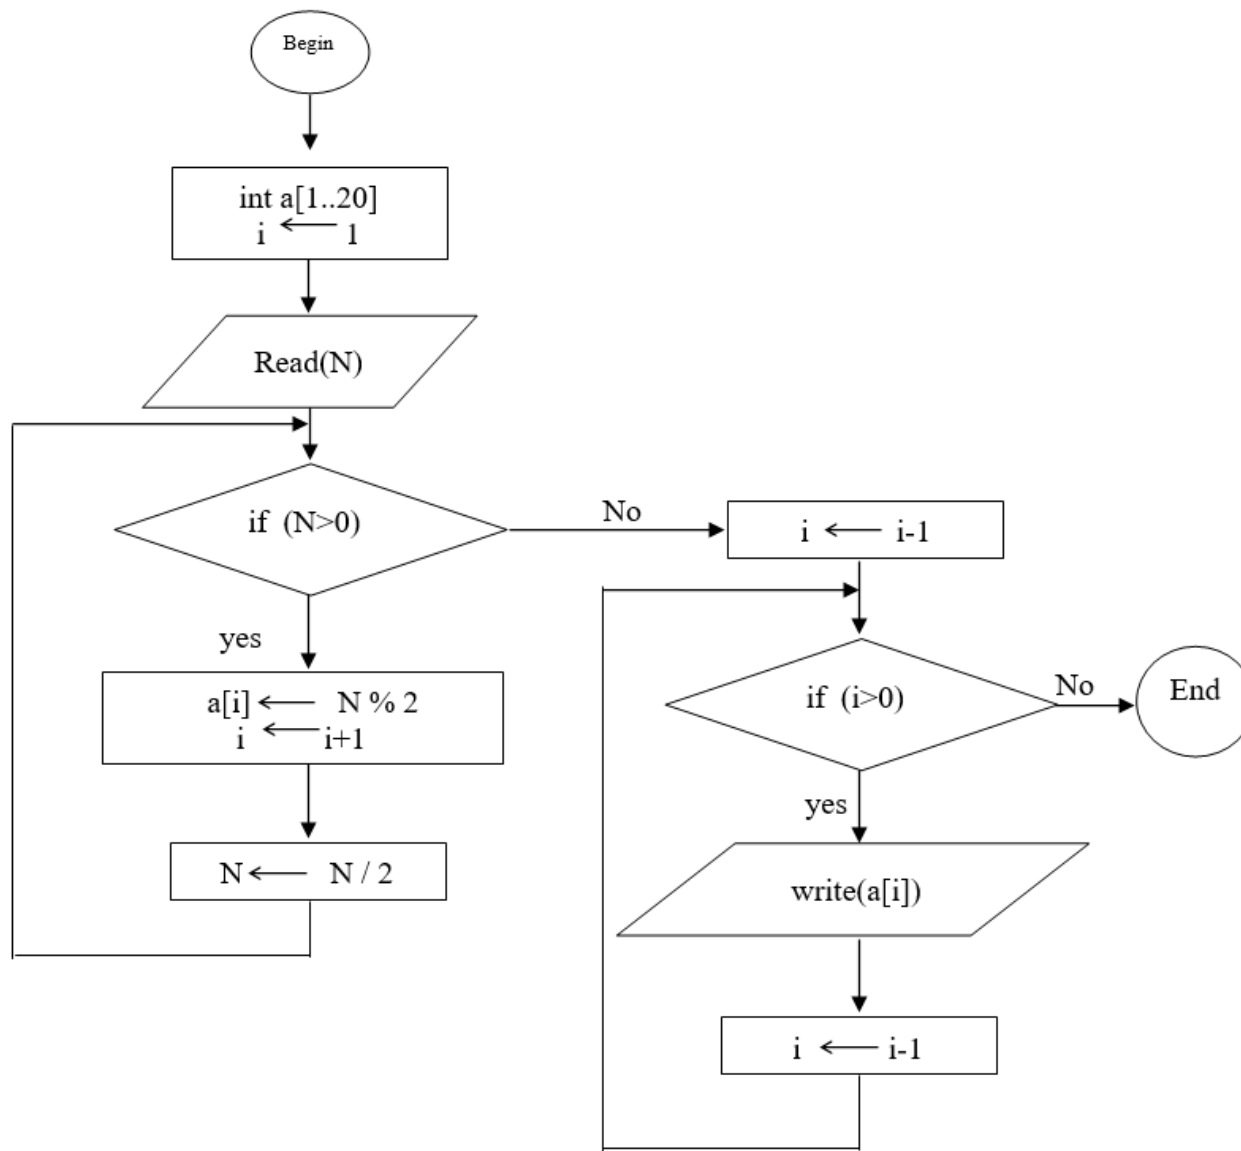 Begin
int a[1..20]
i ← 1
Read(N)
if (N>0)
No
yes
a[i] ← N % 2
i ← i+1
N ← N / 2
i ← i-1
if (i>0)
No
End
yes
write(a[i])
i ← i-1